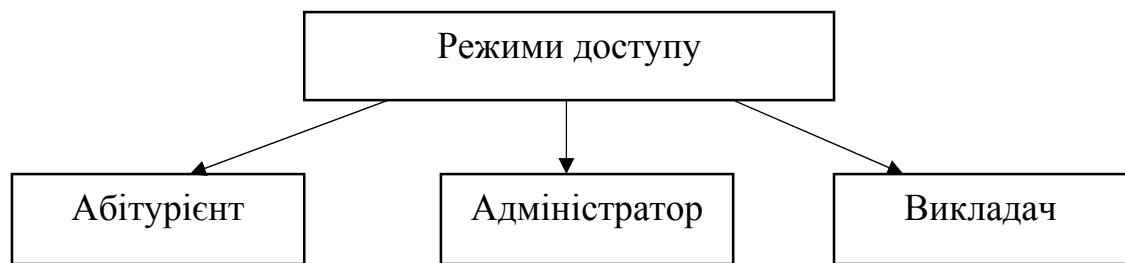 Режими доступу
Абітурієнт
Адміністратор
Викладач